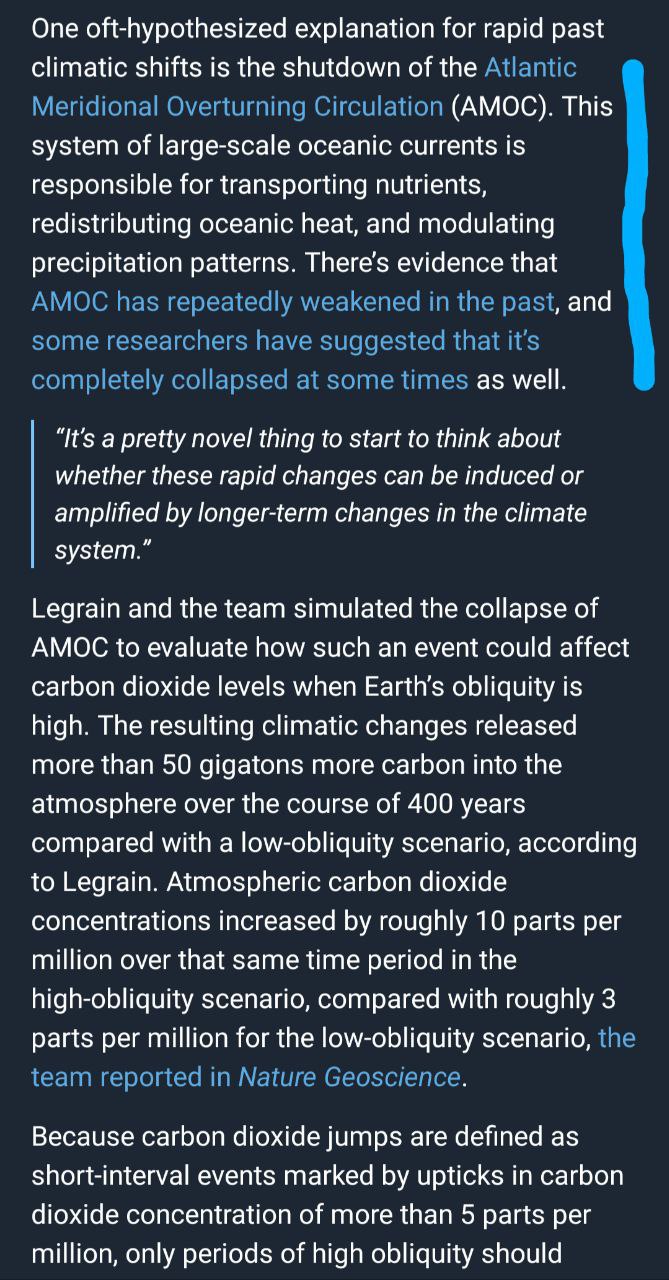 One oft-hypothesized explanation for rapid past
climatic shifts is the shutdown of the Atlantic
Meridional Overturning Circulation (AMOC). This
system of large-scale oceanic currents is
responsible for transporting nutrients,
redistributing oceanic heat, and modulating
precipitation patterns. There’s evidence that
AMOC has repeatedly weakened in the past, and
some researchers have suggested that it’s
completely collapsed at some times as well.
“It’s a pretty novel thing to start to think about
whether these rapid changes can be induced or
amplified by longer-term changes in the climate
system.”
Legrain and the team simulated the collapse of
AMOC to evaluate how such an event could affect
carbon dioxide levels when Earth’s obliquity is
high. The resulting climatic changes released
more than 50 gigatons more carbon into the
atmosphere over the course of 400 years
compared with a low-obliquity scenario, according
to Legrain. Atmospheric carbon dioxide
concentrations increased by roughly 10 parts per
million over that same time period in the
high-obliquity scenario, compared with roughly 3
parts per million for the low-obliquity scenario, the
team reported in Nature Geoscience.
Because carbon dioxide jumps are defined as
short-interval events marked by upticks in carbon
dioxide concentration of more than 5 parts per
million, only periods of high obliquity should